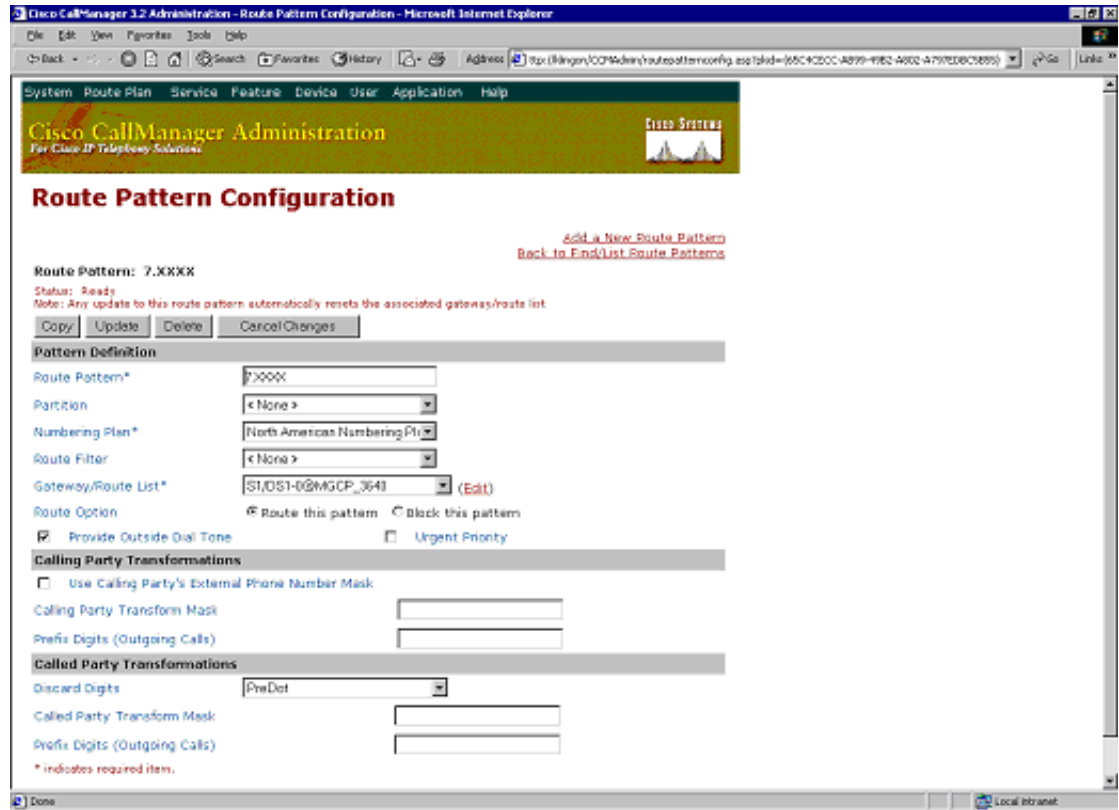 Cisco CallManager 3.2 Administration - Route Pattern Configuration - Microsoft Internet Explorer
File Edit View Favorites Tools Help
Back Search Favorites History Address Go Links »
System Route Plan Service Feature Device User Application Help
Cisco CallManager Administration
For Cisco IP Telephony Solutions
Cisco Systems
Route Pattern Configuration
Add a New Route Pattern
Back to Find/List Route Patterns
Route Pattern: 7.XXXX
Status: Ready
Note: Any update to this route pattern automatically resets the associated gateway/route list
Copy Update Delete Cancel Changes
Pattern Definition
Route Pattern* 7.XXXX
Partition < None >
Numbering Plan* North American Numbering Pl
Route Filter < None >
Gateway/Route List* S1/DS1-0@MGCP_3640 (Edit)
Route Option Route this pattern Block this pattern
Provide Outside Dial Tone Urgent Priority
Calling Party Transformations
Use Calling Party's External Phone Number Mask
Calling Party Transform Mask
Prefix Digits (Outgoing Calls)
Called Party Transformations
Discard Digits PreDot
Called Party Transform Mask
Prefix Digits (Outgoing Calls)
* indicates required item.
Done Local intranet